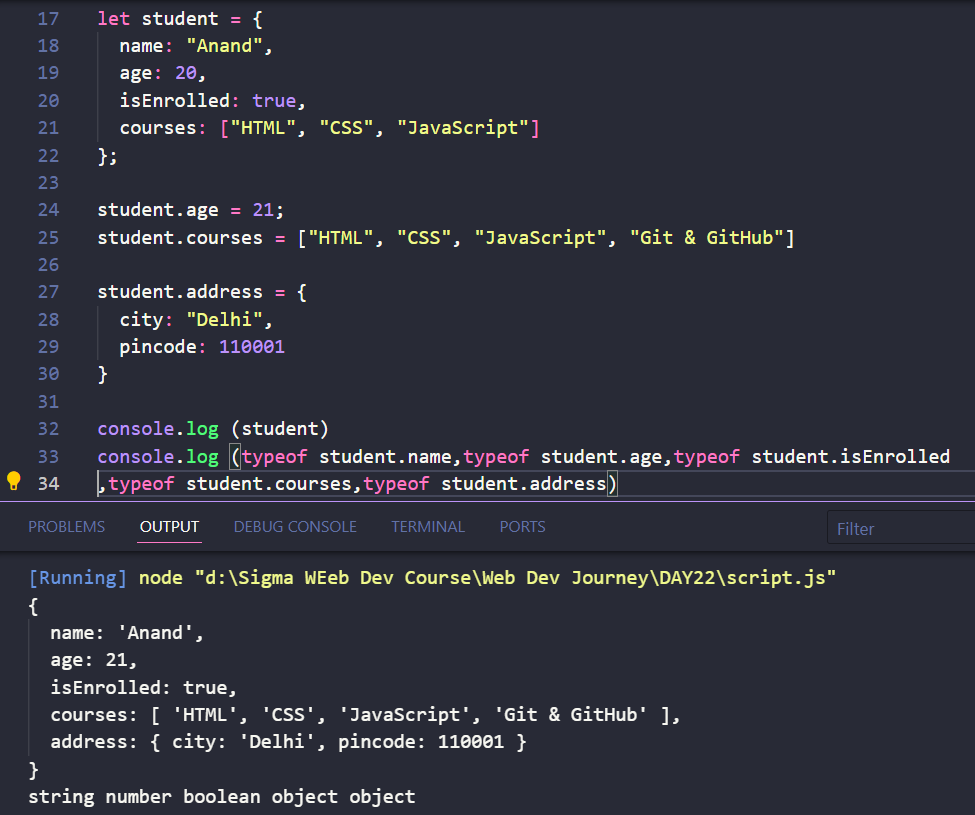 17 let student = {
18   name: "Anand",
19   age: 20,
20   isEnrolled: true,
21   courses: ["HTML", "CSS", "JavaScript"]
22 };
23
24 student.age = 21;
25 student.courses = ["HTML", "CSS", "JavaScript", "Git & GitHub"]
26
27 student.address = {
28   city: "Delhi",
29   pincode: 110001
30 }
31
32 console.log (student)
33 console.log (typeof student.name,typeof student.age,typeof student.isEnrolled
34 ,typeof student.courses,typeof student.address)
PROBLEMS OUTPUT DEBUG CONSOLE TERMINAL PORTS Filter
[Running] node "d:\Sigma WEeb Dev Course\Web Dev Journey\DAY22\script.js"
{
  name: 'Anand',
  age: 21,
  isEnrolled: true,
  courses: [ 'HTML', 'CSS', 'JavaScript', 'Git & GitHub' ],
  address: { city: 'Delhi', pincode: 110001 }
}
string number boolean object object